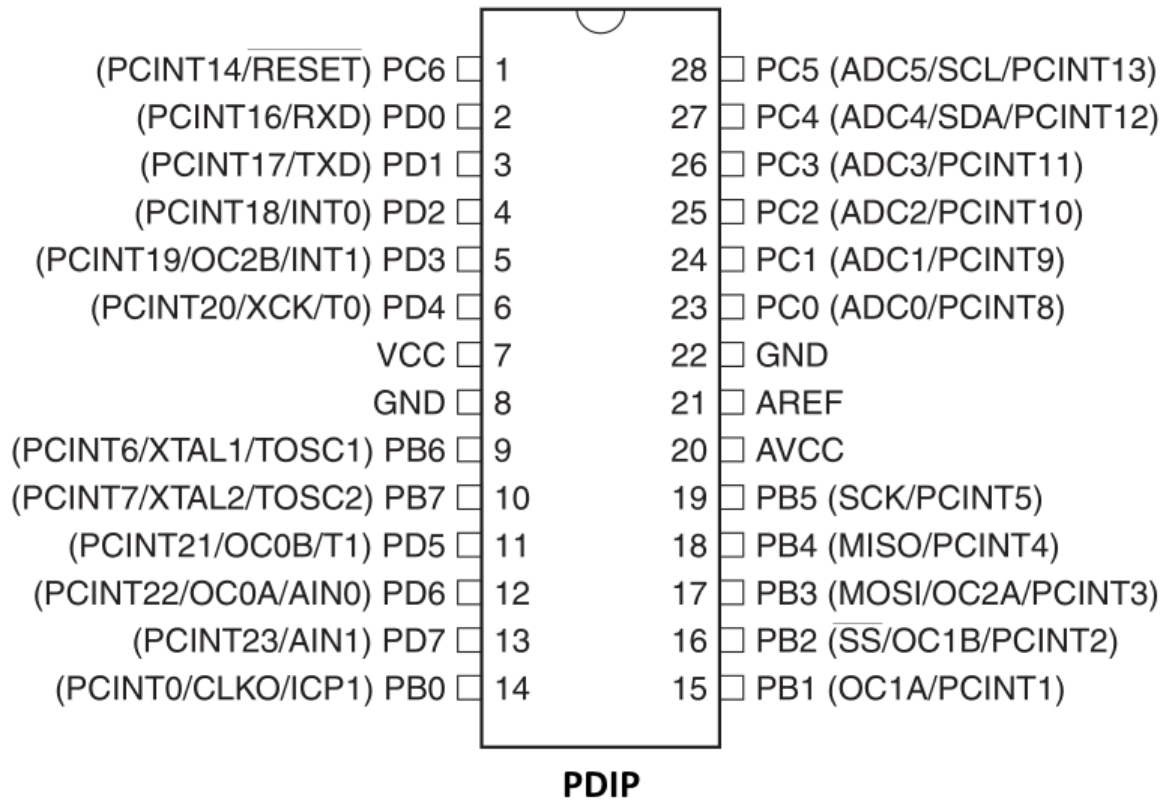 (PCINT14/RESET) PC6 1 28 PC5 (ADC5/SCL/PCINT13)
(PCINT16/RXD) PD0 2 27 PC4 (ADC4/SDA/PCINT12)
(PCINT17/TXD) PD1 3 26 PC3 (ADC3/PCINT11)
(PCINT18/INT0) PD2 4 25 PC2 (ADC2/PCINT10)
(PCINT19/OC2B/INT1) PD3 5 24 PC1 (ADC1/PCINT9)
(PCINT20/XCK/T0) PD4 6 23 PC0 (ADC0/PCINT8)
VCC 7 22 GND
GND 8 21 AREF
(PCINT6/XTAL1/TOSC1) PB6 9 20 AVCC
(PCINT7/XTAL2/TOSC2) PB7 10 19 PB5 (SCK/PCINT5)
(PCINT21/OC0B/T1) PD5 11 18 PB4 (MISO/PCINT4)
(PCINT22/OC0A/AIN0) PD6 12 17 PB3 (MOSI/OC2A/PCINT3)
(PCINT23/AIN1) PD7 13 16 PB2 (SS/OC1B/PCINT2)
(PCINT0/CLKO/ICP1) PB0 14 15 PB1 (OC1A/PCINT1)
PDIP